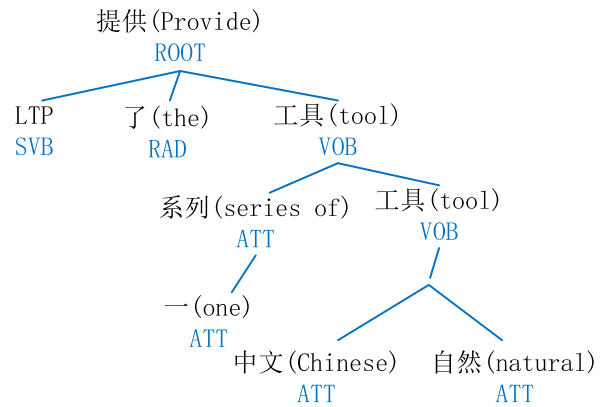 提供(Provide)
ROOT
LTP 了(the) 工具(tool)
SVB RAD VOB
系列(series of) 工具(tool)
ATT VOB
一(one)
ATT
中文(Chinese) 自然(natural)
ATT ATT